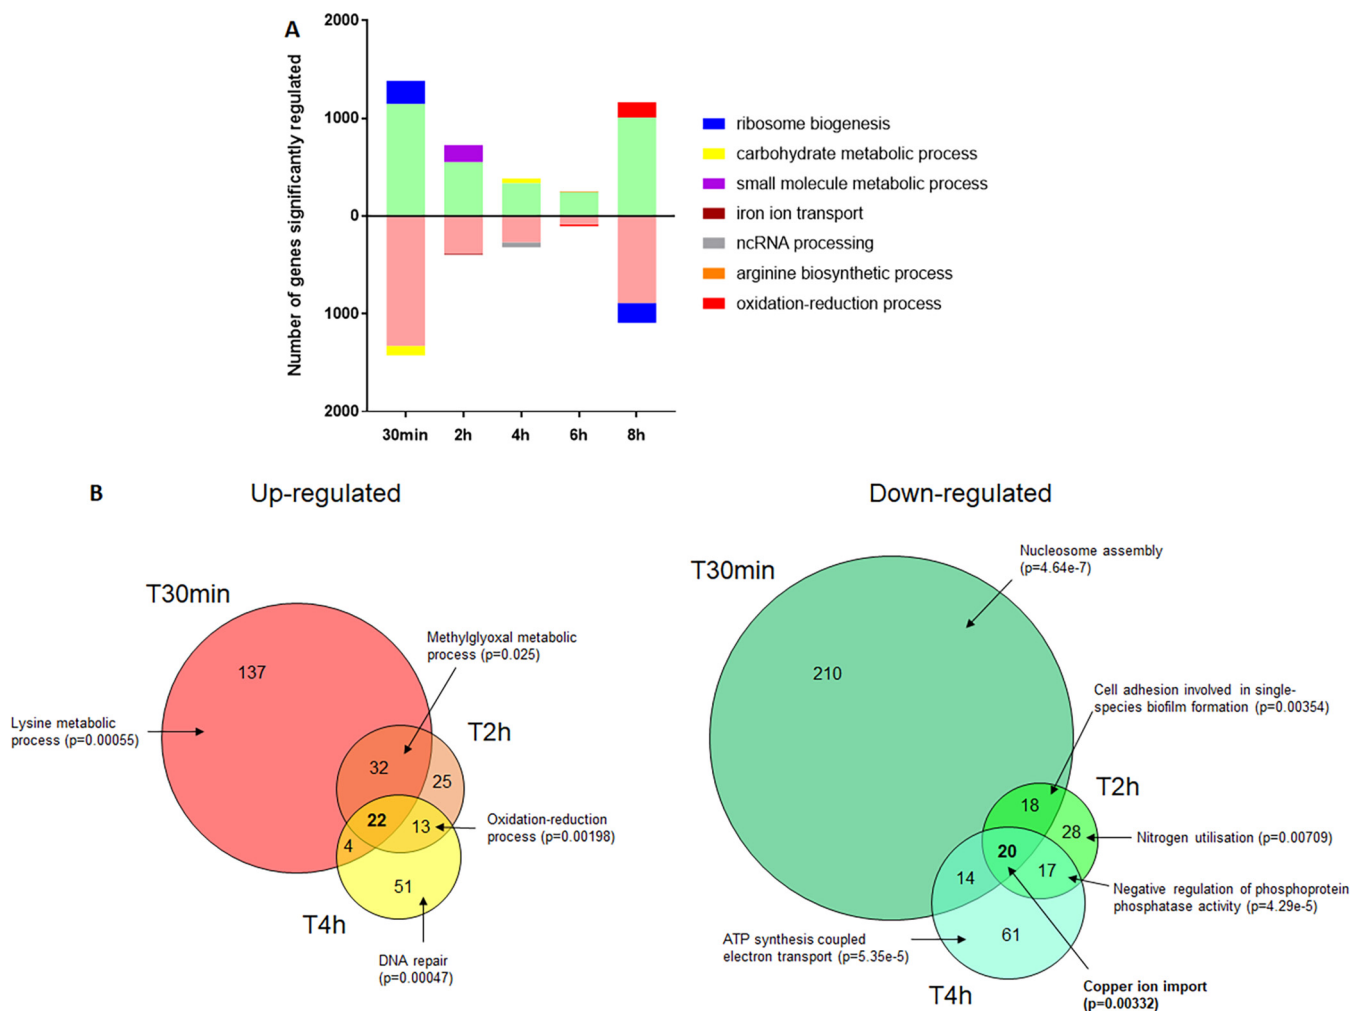 A
Number of genes significantly regulated
2000
1000
0
1000
2000
30min
2h
4h
6h
8h
ribosome biogenesis
carbohydrate metabolic process
small molecule metabolic process
iron ion transport
ncRNA processing
arginine biosynthetic process
oxidation-reduction process
B
Up-regulated
T30min
137
Methylglyoxal metabolic
process (p=0.025)
Lysine metabolic
process (p=0.00055)
T2h
32
25
22
13
Oxidation-reduction
process (p=0.00198)
4
51
T4h
DNA repair
(p=0.00047)
Down-regulated
T30min
Nucleosome assembly
(p=4.64e-7)
210
Cell adhesion involved in single-
species biofilm formation (p=0.00354)
T2h
18
28
Nitrogen utilisation (p=0.00709)
20
17
14
Negative regulation of phosphoprotein
phosphatase activity (p=4.29e-5)
61
ATP synthesis coupled
electron transport (p=5.35e-5)
T4h
Copper ion import
(p=0.00332)